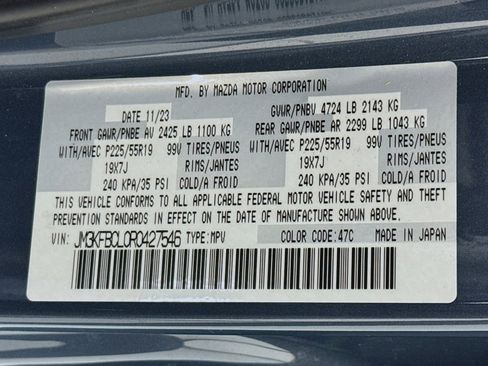 MFD. BY MAZDA MOTOR CORPORATION
DATE 11/23 GVWR/PNBV 4724 LB 2143 KG
FRONT GAWR/PNBE AV 2425 LB 1100 KG REAR GAWR/PNBE AR 2299 LB 1043 KG
WITH/AVEC P225/55R19 99V TIRES/PNEUS WITH/AVEC P225/55R19 99V TIRES/PNEUS
19X7J RIMS/JANTES 19X7J RIMS/JANTES
240 KPA/35 PSI COLD/A FROID 240 KPA/35 PSI COLD/A FROID
THIS VEHICLE CONFORMS TO ALL APPLICABLE FEDERAL MOTOR VEHICLE SAFETY AND THEFT
PREVENTION STANDARDS IN EFFECT ON THE DATE OF MANUFACTURE SHOWN ABOVE.
VIN: JM3KFBCL0R0427546 TYPE:MPV COLOR CODE:47C MADE IN JAPAN